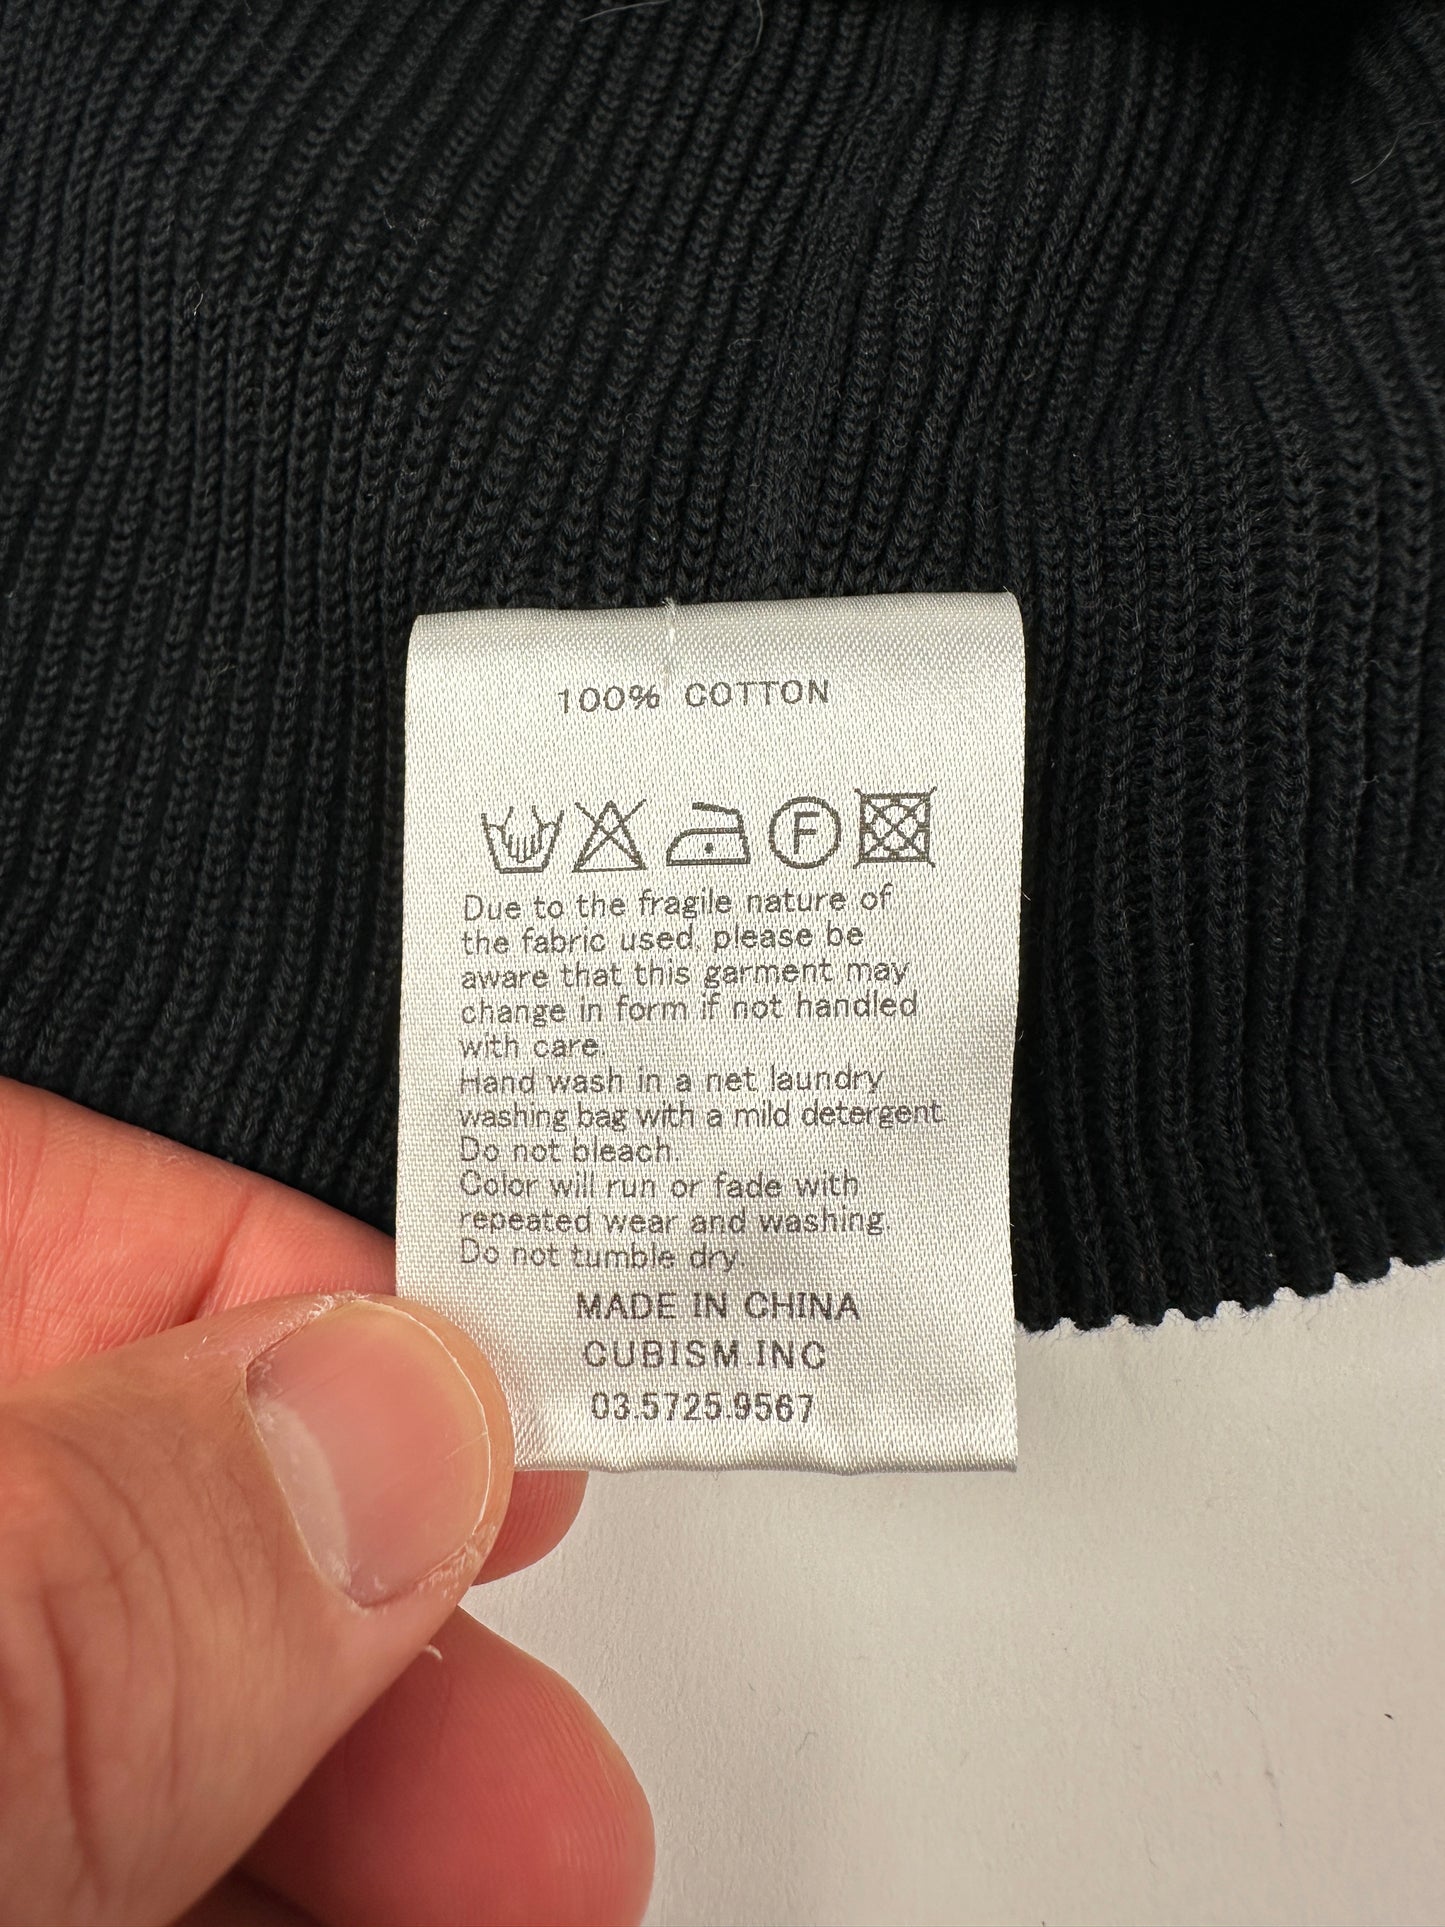 100% COTTON
F
Due to the fragile nature of
the fabric used, please be
aware that this garment may
change in form if not handled
with care.
Hand wash in a net laundry
washing bag with a mild detergent.
Do not bleach.
Color will run or fade with
repeated wear and washing.
Do not tumble dry.
MADE IN CHINA
CUBISM.INC
03.5725.9567